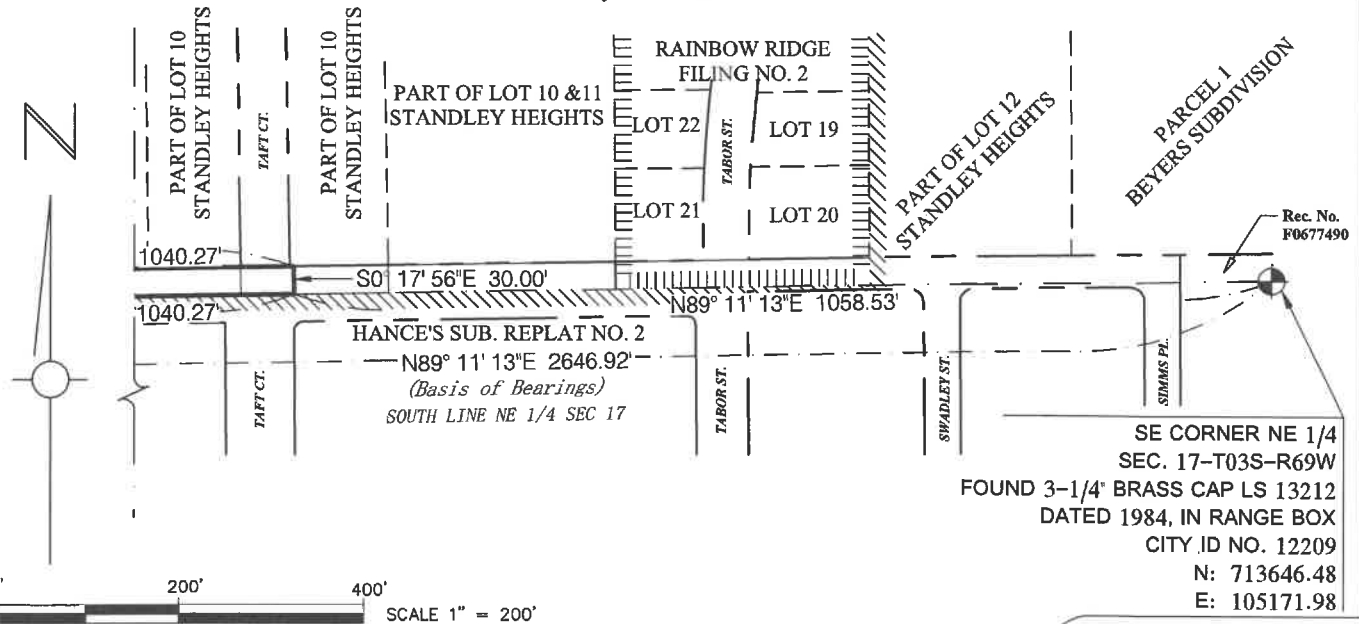 PART OF LOT 10
STANDLEY HEIGHTS
TAFT CT.
PART OF LOT 10
STANDLEY HEIGHTS
PART OF LOT 10 &11
STANDLEY HEIGHTS
RAINBOW RIDGE
FILING NO. 2
LOT 22
TABOR ST.
LOT 19
LOT 21
LOT 20
PART OF LOT 12
STANDLEY HEIGHTS
PARCEL 1
BEYERS SUBDIVISION
Rec. No.
F0677490
N
1040.27'
S0° 17' 56"E 30.00'
1040.27'
N89° 11' 13"E 1058.53'
HANCE'S SUB. REPLAT NO. 2
N89° 11' 13"E 2646.92'
(Basis of Bearings)
SOUTH LINE NE 1/4 SEC 17
TAFT CT.
TABOR ST.
SWADLEY ST.
SIMMS PL.
SE CORNER NE 1/4
SEC. 17-T03S-R69W
FOUND 3-1/4" BRASS CAP LS 13212
DATED 1984, IN RANGE BOX
CITY ID NO. 12209
N: 713646.48
E: 105171.98
200'
400'
SCALE 1" = 200'